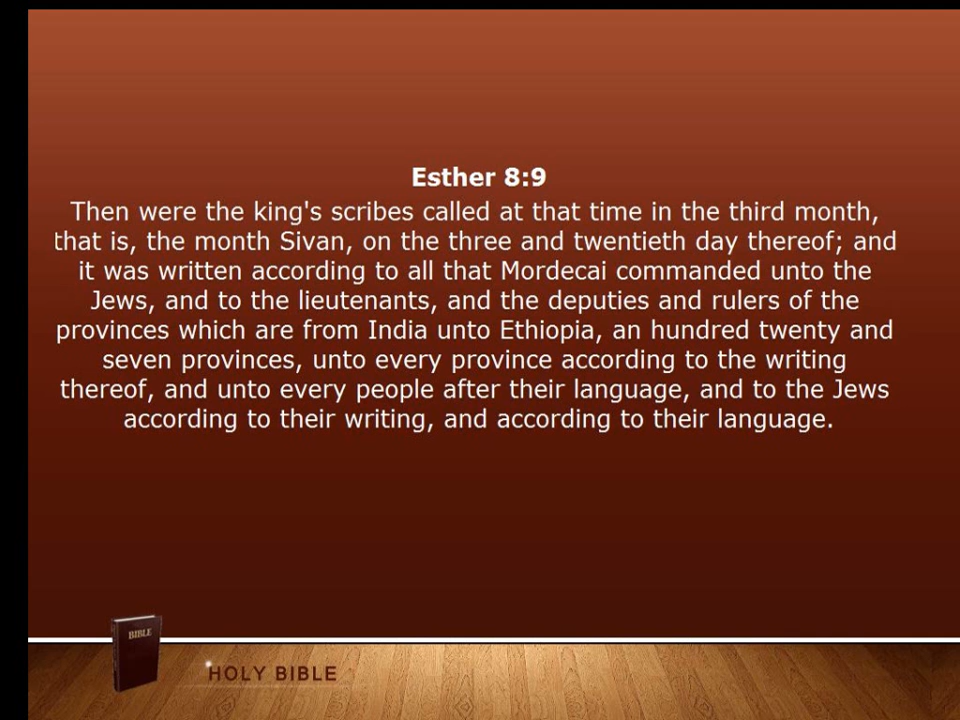 Esther 8:9
Then were the king's scribes called at that time in the third month,
that is, the month Sivan, on the three and twentieth day thereof; and
it was written according to all that Mordecai commanded unto the
Jews, and to the lieutenants, and the deputies and rulers of the
provinces which are from India unto Ethiopia, an hundred twenty and
seven provinces, unto every province according to the writing
thereof, and unto every people after their language, and to the Jews
according to their writing, and according to their language.
BIBLE
HOLY BIBLE